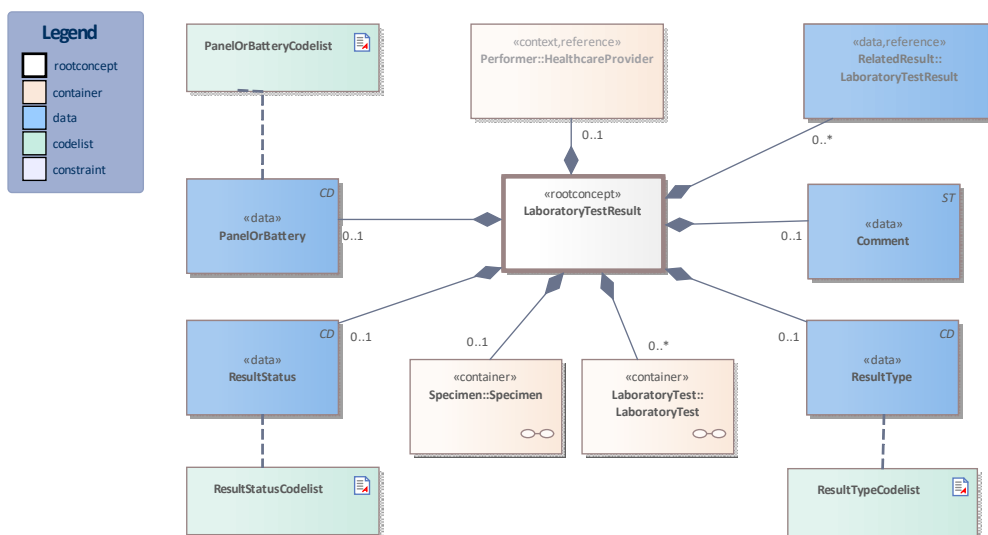 Legend
rootconcept
container
data
codelist
constraint
PanelOrBatteryCodelist
«context,reference»
Performer::HealthcareProvider
«data,reference»
RelatedResult::
LaboratoryTestResult
0..1
0..*
CD
«data»
PanelOrBattery
0..1
«rootconcept»
LaboratoryTestResult
ST
«data»
Comment
0..1
CD
«data»
ResultStatus
0..1
0..1
0..*
0..1
CD
«data»
ResultType
«container»
Specimen::Specimen
«container»
LaboratoryTest::
LaboratoryTest
ResultStatusCodelist
ResultTypeCodelist